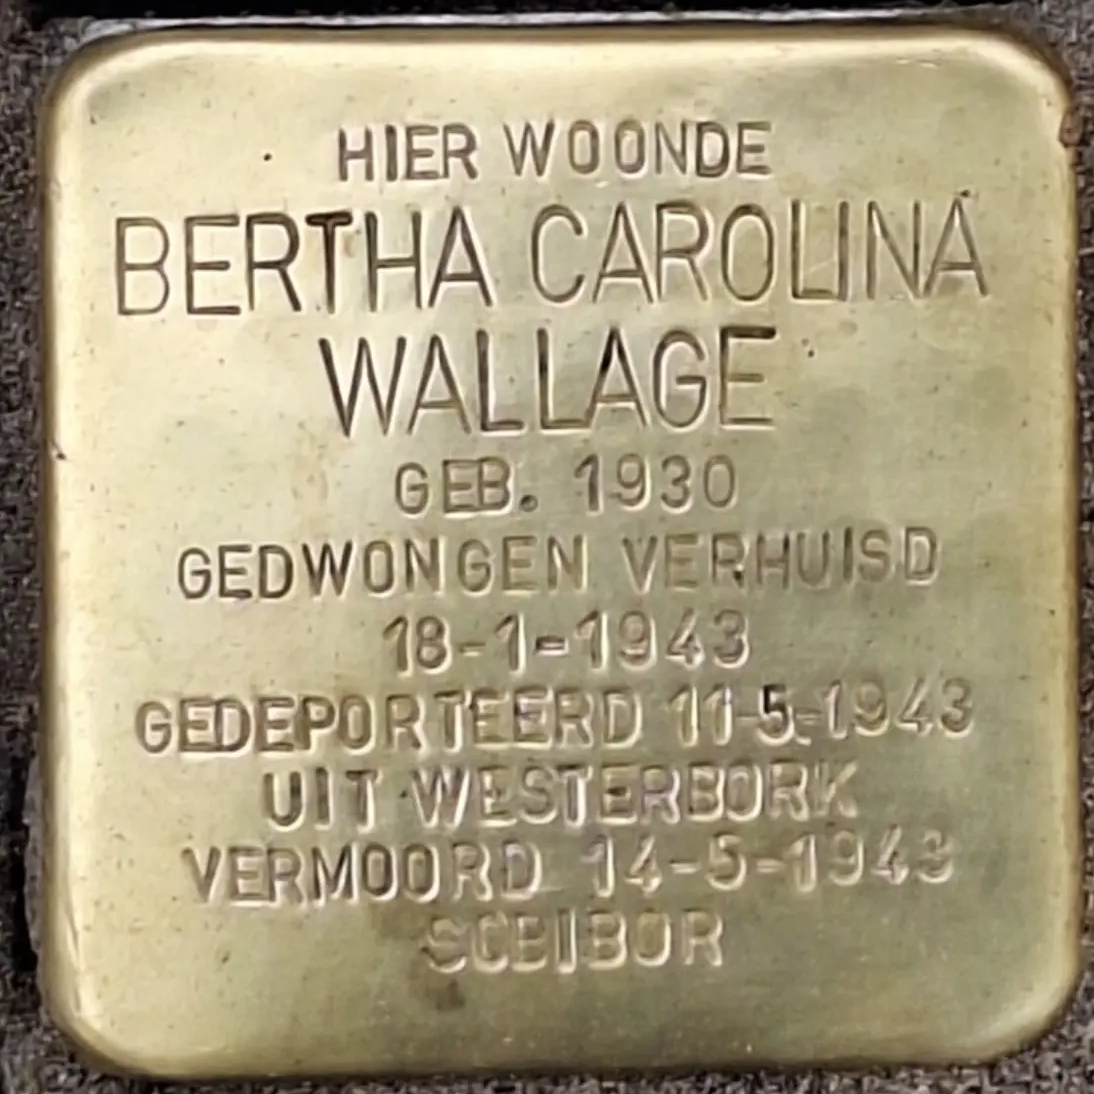 HIER WOONDE
BERTHA CAROLINA
WALLAGE
GEB. 1930
GEDWONGEN VERHUISD
18-1-1943
GEDEPORTEERD 11-5-1943
UIT WESTERBORK
VERMOORD 14-5-1943
SOBIBOR